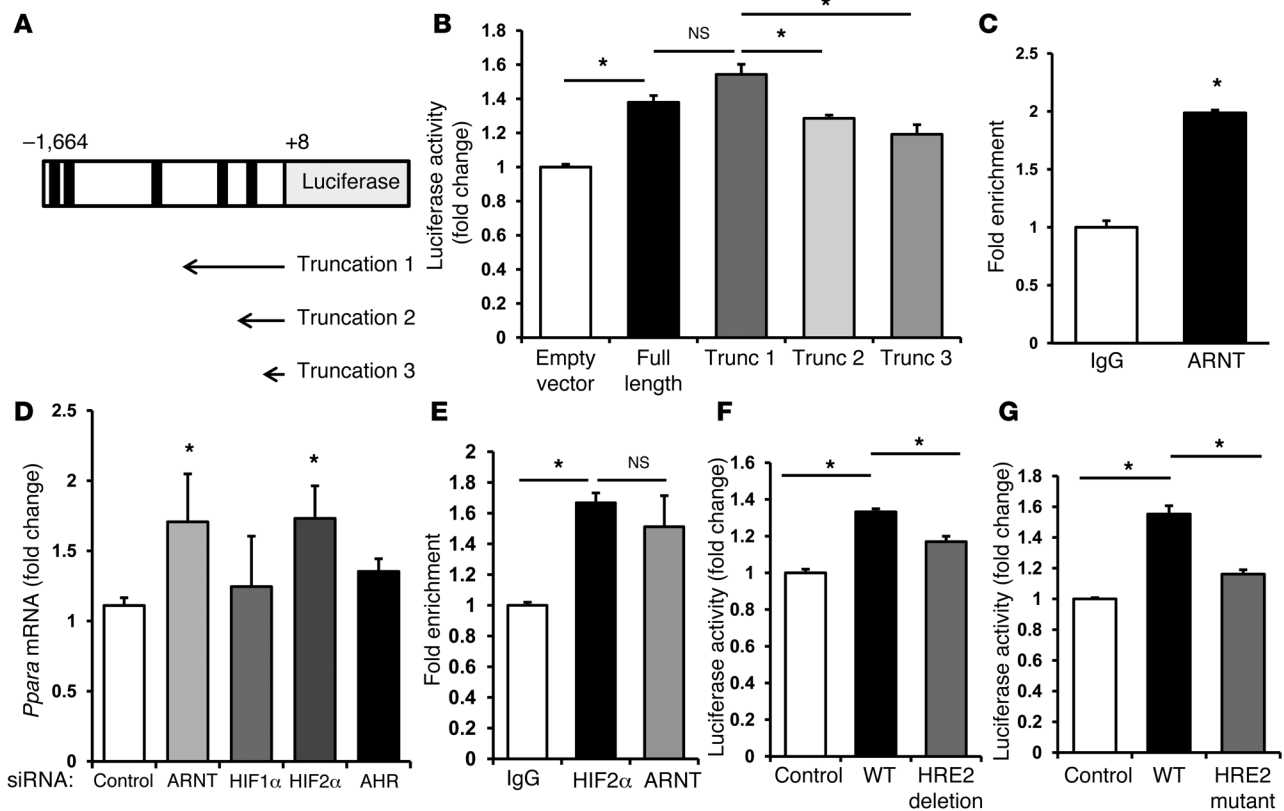 A
−1,664
+8
Luciferase
Truncation 1
Truncation 2
Truncation 3
B
Luciferase activity
(fold change)
1.8
1.6
1.4
1.2
1
0.8
0.6
0.4
0.2
0
*
NS
*
*
Empty
vector
Full
length
Trunc 1
Trunc 2
Trunc 3
C
Fold enrichment
2.5
2
1.5
1
0.5
0
*
IgG
ARNT
D
Ppara mRNA (fold change)
2.5
2
1.5
1
0.5
0
*
*
siRNA:
Control
ARNT
HIF1α
HIF2α
AHR
E
Fold enrichment
2
1.8
1.6
1.4
1.2
1
0.8
0.6
0.4
0.2
0
*
NS
IgG
HIF2α
ARNT
F
Luciferase activity (fold change)
1.6
1.4
1.2
1
0.8
0.6
0.4
0.2
0
*
*
Control
WT
HRE2
deletion
G
Luciferase activity (fold change)
1.8
1.6
1.4
1.2
1
0.8
0.6
0.4
0.2
0
*
*
Control
WT
HRE2
mutant